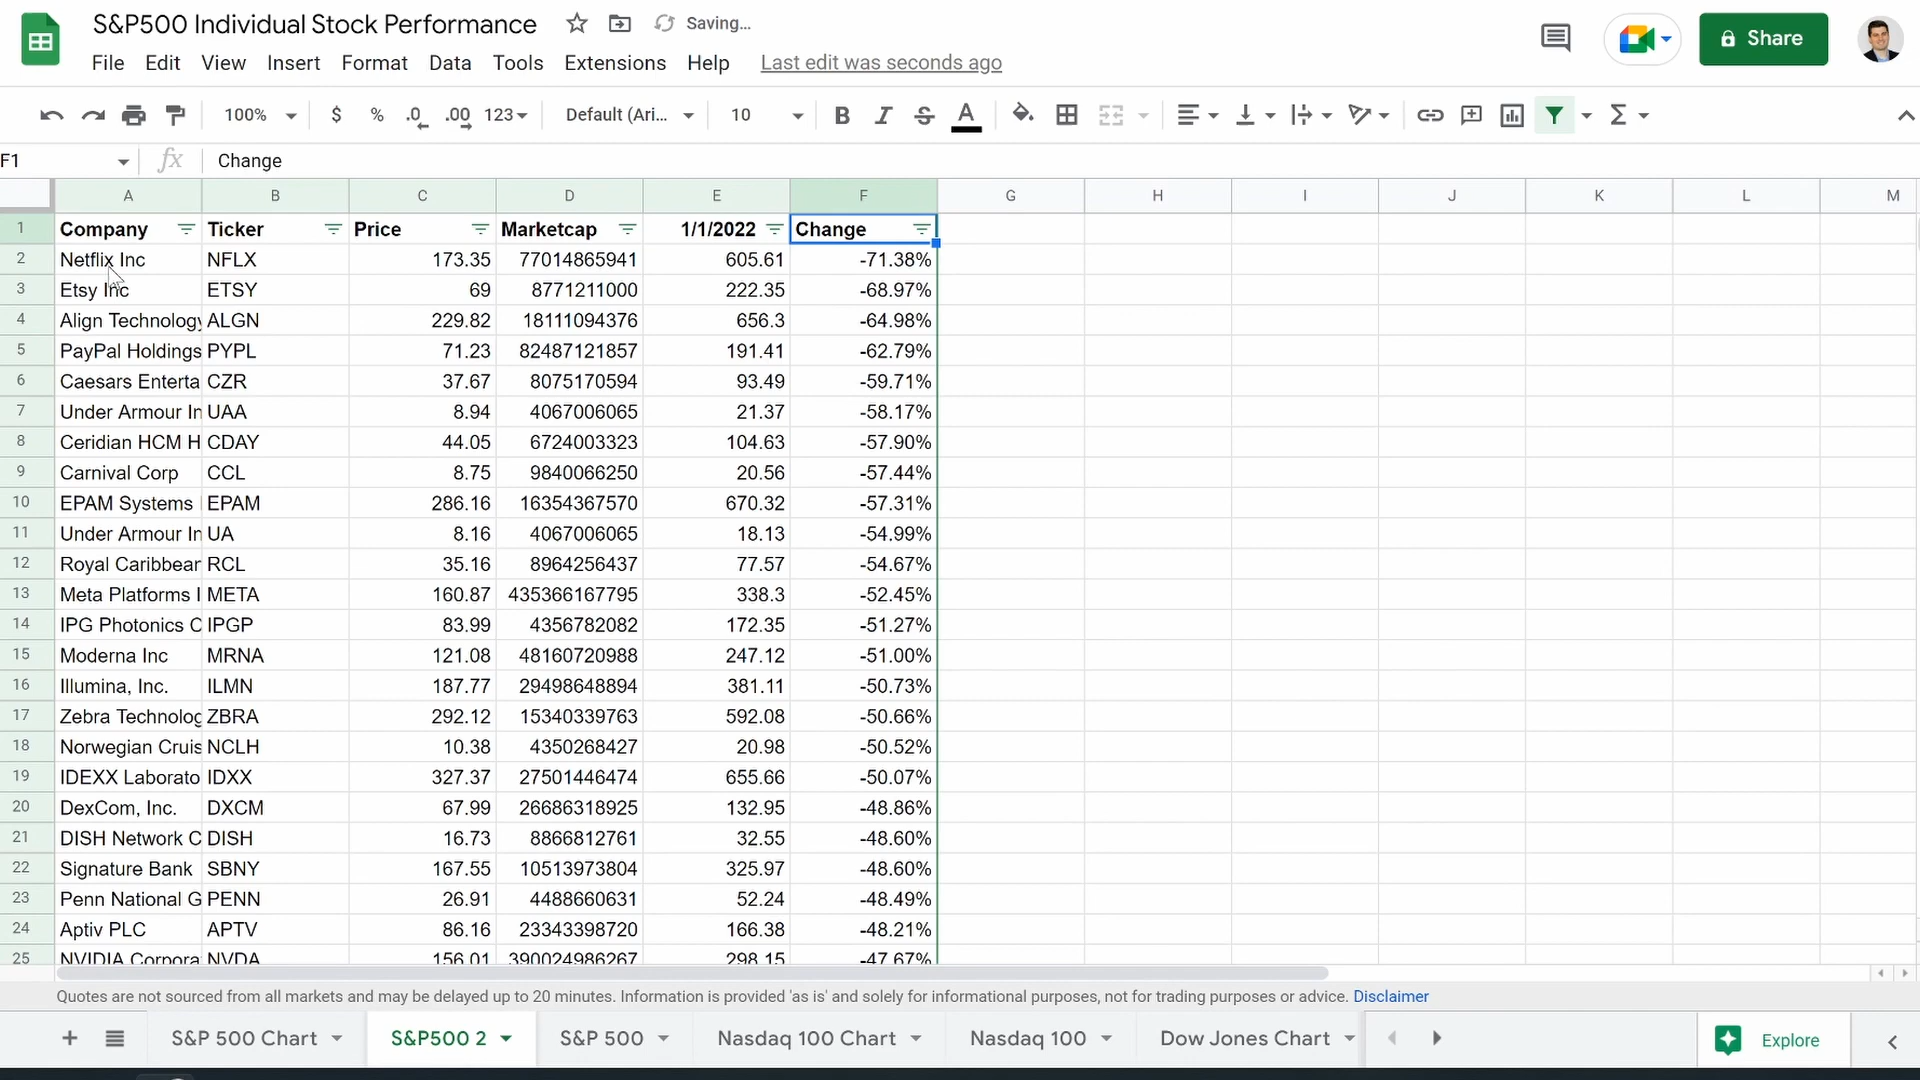 S&P500 Individual Stock Performance Saving...
File Edit View Insert Format Data Tools Extensions Help Last edit was seconds ago
Share
100% $ % .0 .00 123 Default (Ari... 10 B I S A Σ
F1 fx Change
A B C D E F G H I J K L M
1 Company Ticker Price Marketcap 1/1/2022 Change
2 Netflix Inc NFLX 173.35 77014865941 605.61 -71.38%
3 Etsy Inc ETSY 69 8771211000 222.35 -68.97%
4 Align Technology ALGN 229.82 18111094376 656.3 -64.98%
5 PayPal Holdings PYPL 71.23 82487121857 191.41 -62.79%
6 Caesars Enterta CZR 37.67 8075170594 93.49 -59.71%
7 Under Armour In UAA 8.94 4067006065 21.37 -58.17%
8 Ceridian HCM H CDAY 44.05 6724003323 104.63 -57.90%
9 Carnival Corp CCL 8.75 9840066250 20.56 -57.44%
10 EPAM Systems EPAM 286.16 16354367570 670.32 -57.31%
11 Under Armour In UA 8.16 4067006065 18.13 -54.99%
12 Royal Caribbean RCL 35.16 8964256437 77.57 -54.67%
13 Meta Platforms I META 160.87 435366167795 338.3 -52.45%
14 IPG Photonics C IPGP 83.99 4356782082 172.35 -51.27%
15 Moderna Inc MRNA 121.08 48160720988 247.12 -51.00%
16 Illumina, Inc. ILMN 187.77 29498648894 381.11 -50.73%
17 Zebra Technolog ZBRA 292.12 15340339763 592.08 -50.66%
18 Norwegian Cruis NCLH 10.38 4350268427 20.98 -50.52%
19 IDEXX Laborato IDXX 327.37 27501446474 655.66 -50.07%
20 DexCom, Inc. DXCM 67.99 26686318925 132.95 -48.86%
21 DISH Network C DISH 16.73 8866812761 32.55 -48.60%
22 Signature Bank SBNY 167.55 10513973804 325.97 -48.60%
23 Penn National G PENN 26.91 4488660631 52.24 -48.49%
24 Aptiv PLC APTV 86.16 23343398720 166.38 -48.21%
25 NVIDIA Corpora NVDA 156.01 390024986267 298.15 -47.67%
Quotes are not sourced from all markets and may be delayed up to 20 minutes. Information is provided 'as is' and solely for informational purposes, not for trading purposes or advice. Disclaimer
S&P 500 Chart S&P500 2 S&P 500 Nasdaq 100 Chart Nasdaq 100 Dow Jones Chart Explore